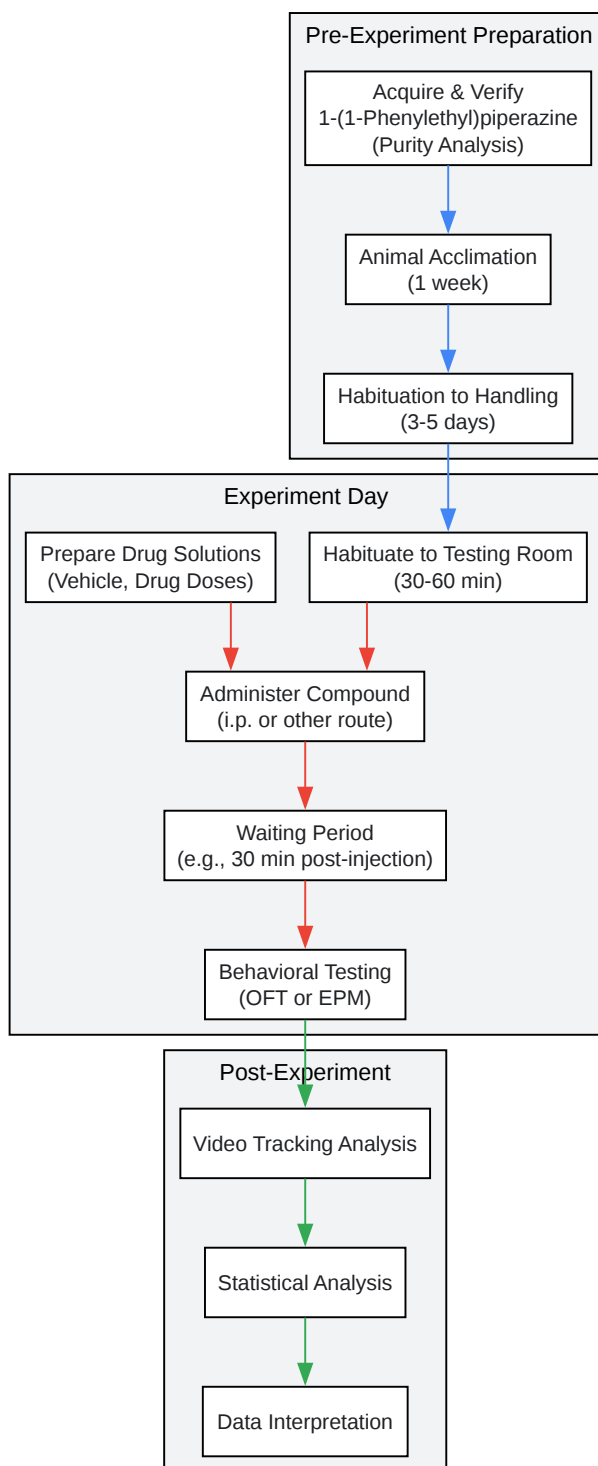 Pre-Experiment Preparation
Acquire & Verify
1-(1-Phenylethyl)piperazine
(Purity Analysis)
Animal Acclimation
(1 week)
Habituation to Handling
(3-5 days)
Experiment Day
Prepare Drug Solutions
(Vehicle, Drug Doses)
Habituate to Testing Room
(30-60 min)
Administer Compound
(i.p. or other route)
Waiting Period
(e.g., 30 min post-injection)
Behavioral Testing
(OFT or EPM)
Post-Experiment
Video Tracking Analysis
Statistical Analysis
Data Interpretation